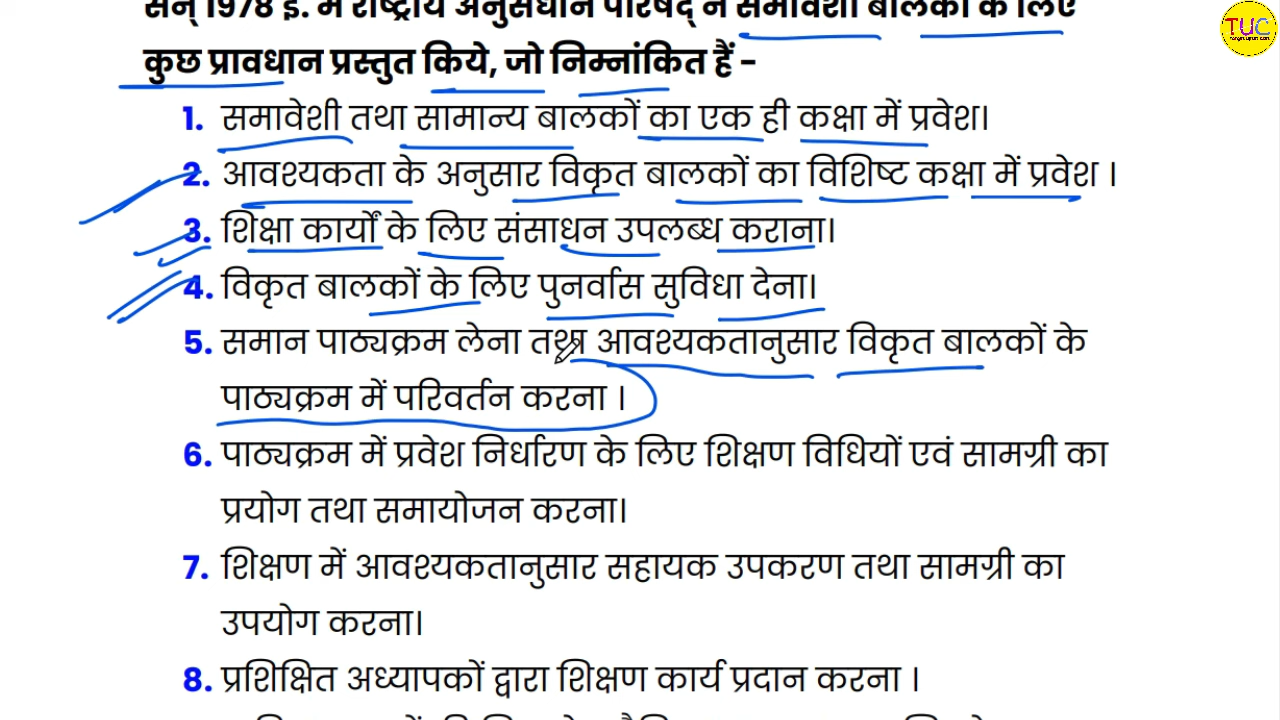 सन् 1978 ई. में राष्ट्रीय अनुसंधान परिषद् ने समावेशी बालकों के लिए
कुछ प्रावधान प्रस्तुत किये, जो निम्नांकित हैं -
1. समावेशी तथा सामान्य बालकों का एक ही कक्षा में प्रवेश।
2. आवश्यकता के अनुसार विकृत बालकों का विशिष्ट कक्षा में प्रवेश ।
3. शिक्षा कार्यों के लिए संसाधन उपलब्ध कराना।
4. विकृत बालकों के लिए पुनर्वास सुविधा देना।
5. समान पाठ्यक्रम लेना तथा आवश्यकतानुसार विकृत बालकों के
पाठ्यक्रम में परिवर्तन करना ।
6. पाठ्यक्रम में प्रवेश निर्धारण के लिए शिक्षण विधियों एवं सामग्री का
प्रयोग तथा समायोजन करना।
7. शिक्षण में आवश्यकतानुसार सहायक उपकरण तथा सामग्री का
उपयोग करना।
8. प्रशिक्षित अध्यापकों द्वारा शिक्षण कार्य प्रदान करना ।
TUC